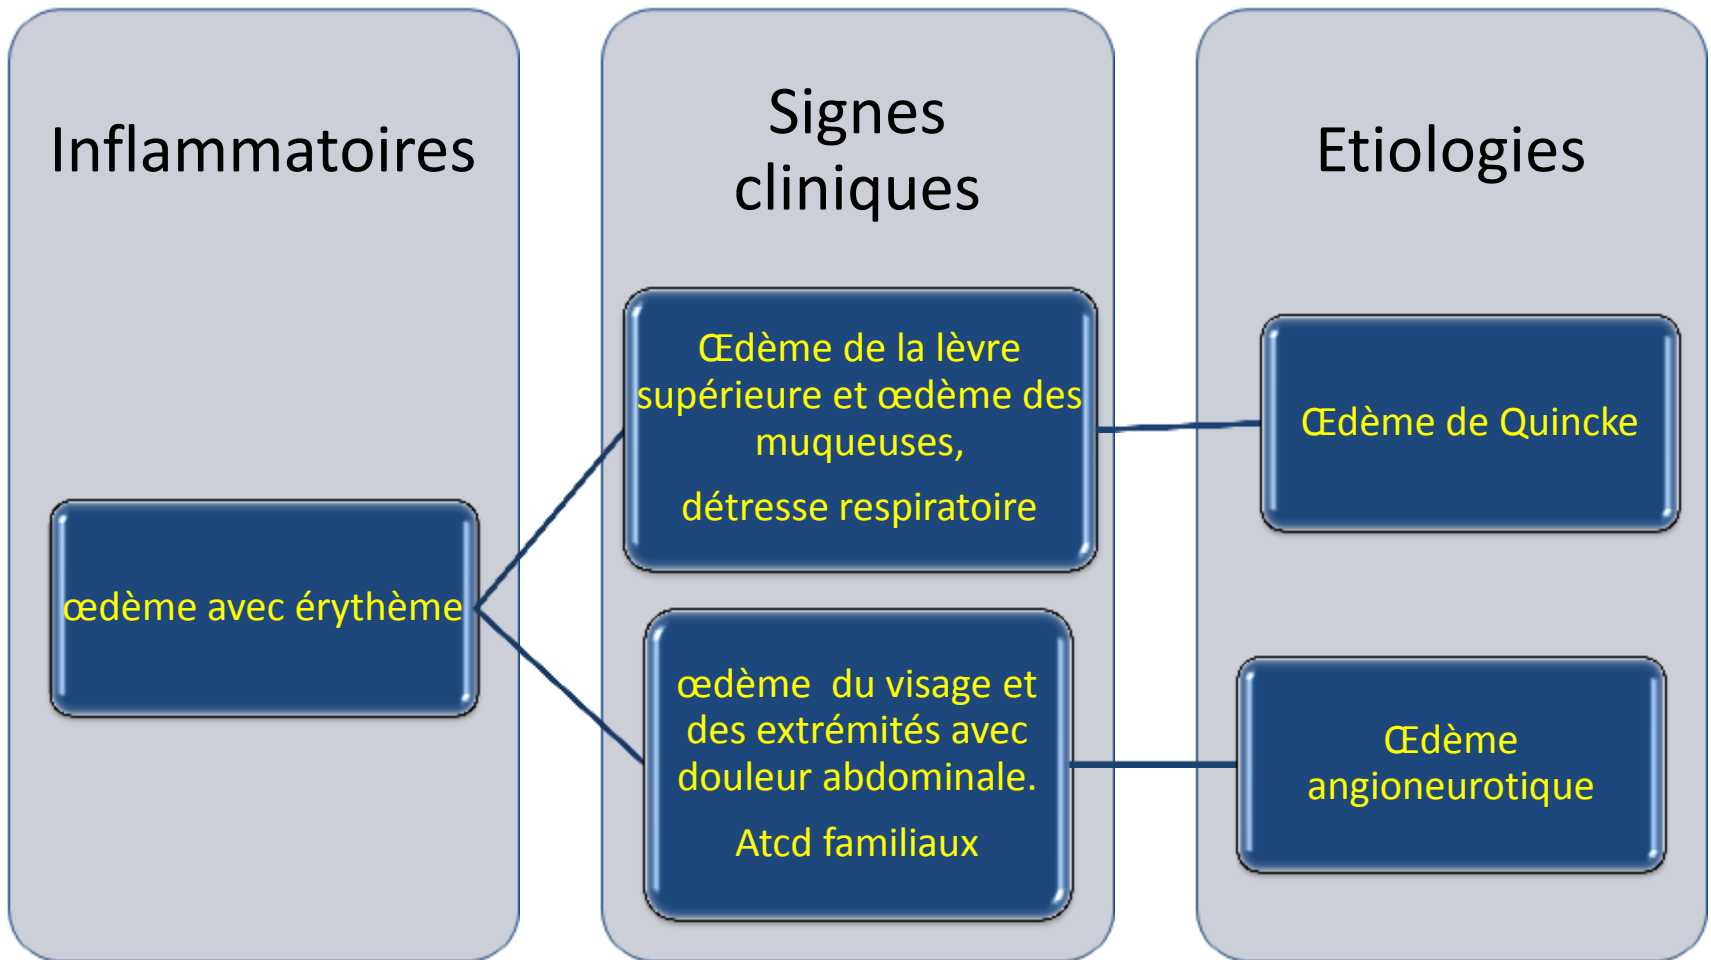 Inflammatoires
Signes
cliniques
Etiologies
œdème avec érythème
Œdème de la lèvre
supérieure et œdème des
muqueuses,
détresse respiratoire
œdème du visage et
des extrémités avec
douleur abdominale.
Atcd familiaux
Œdème de Quincke
Œdème
angioneurotique